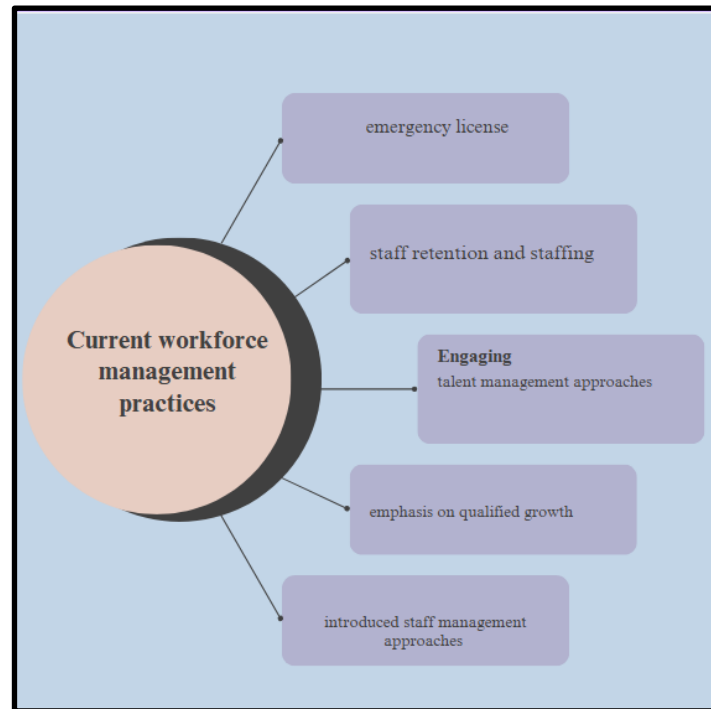 emergency license
staff retention and staffing
Current workforce
management
practices
Engaging
talent management approaches
emphasis on qualified growth
introduced staff management
approaches